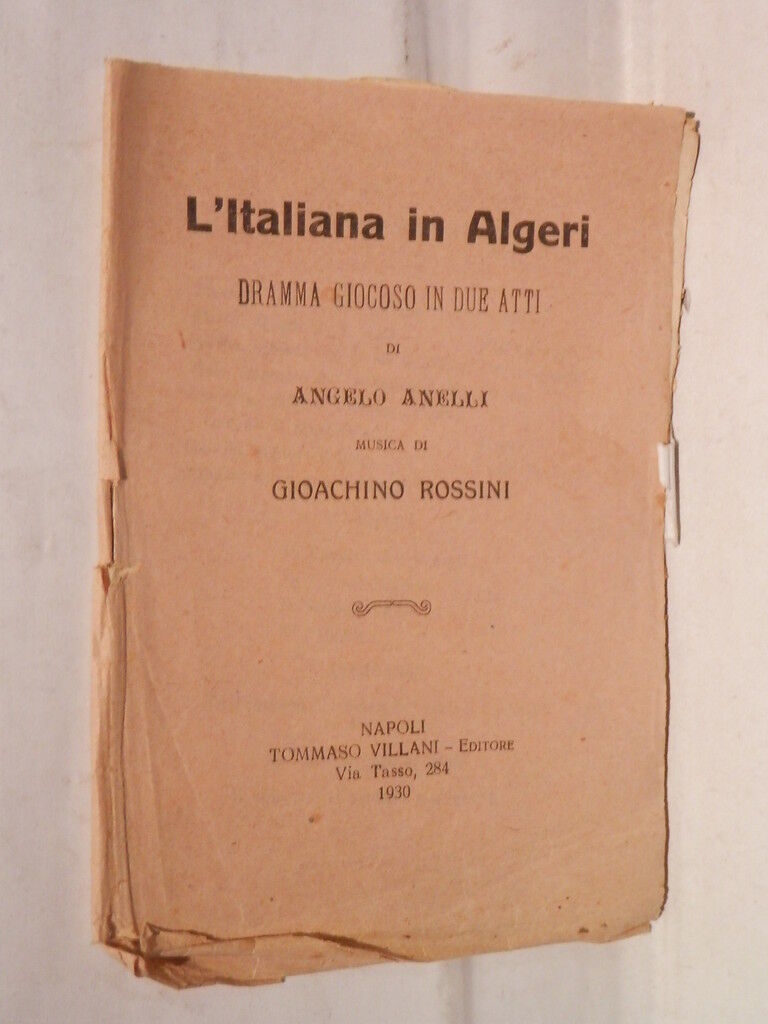 L'Italiana in Algeri
DRAMMA GIOCOSO IN DUE ATTI
DI
ANGELO ANELLI
MUSICA DI
GIOACHINO ROSSINI
NAPOLI
TOMMASO VILLANI – EDITORE
Via Tasso, 284
1930